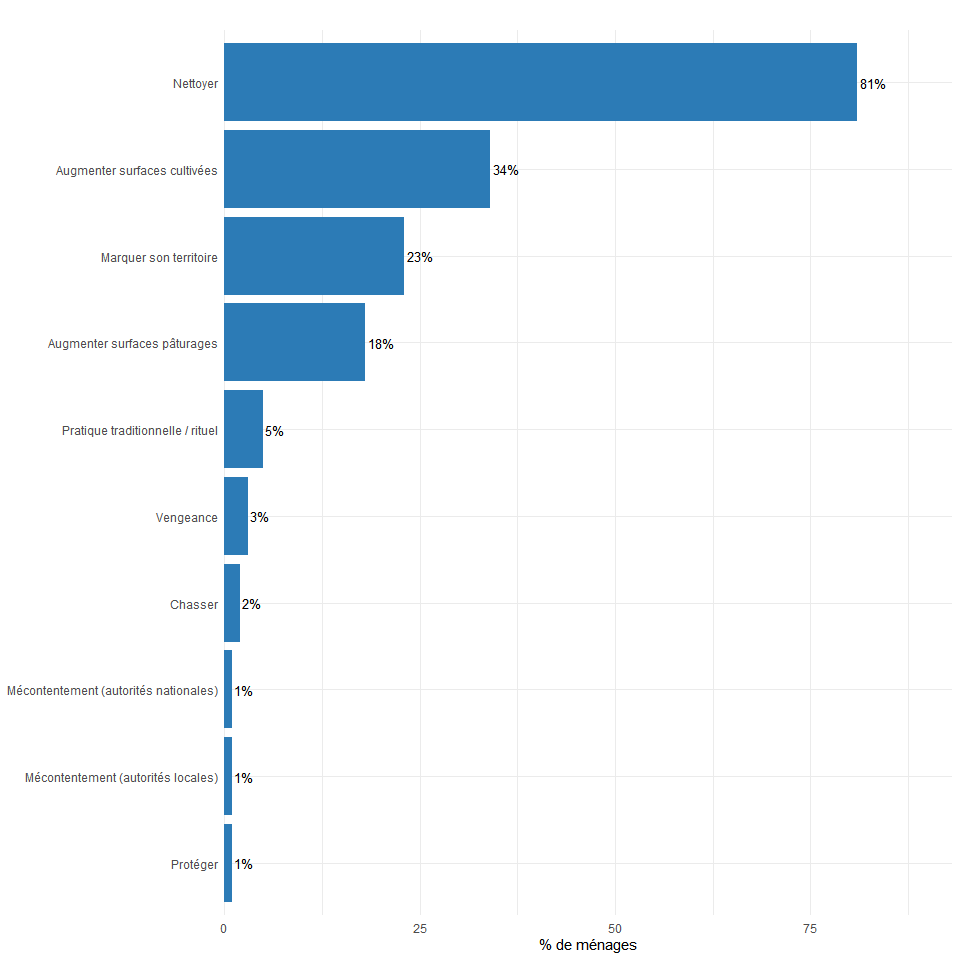 Nettoyer
81%
Augmenter surfaces cultivées
34%
Marquer son territoire
23%
Augmenter surfaces pâturages
18%
Pratique traditionnelle / rituel
5%
Vengeance
3%
Chasser
2%
Mécontentement (autorités nationales)
1%
Mécontentement (autorités locales)
1%
Protéger
1%
0
25
50
75
% de ménages